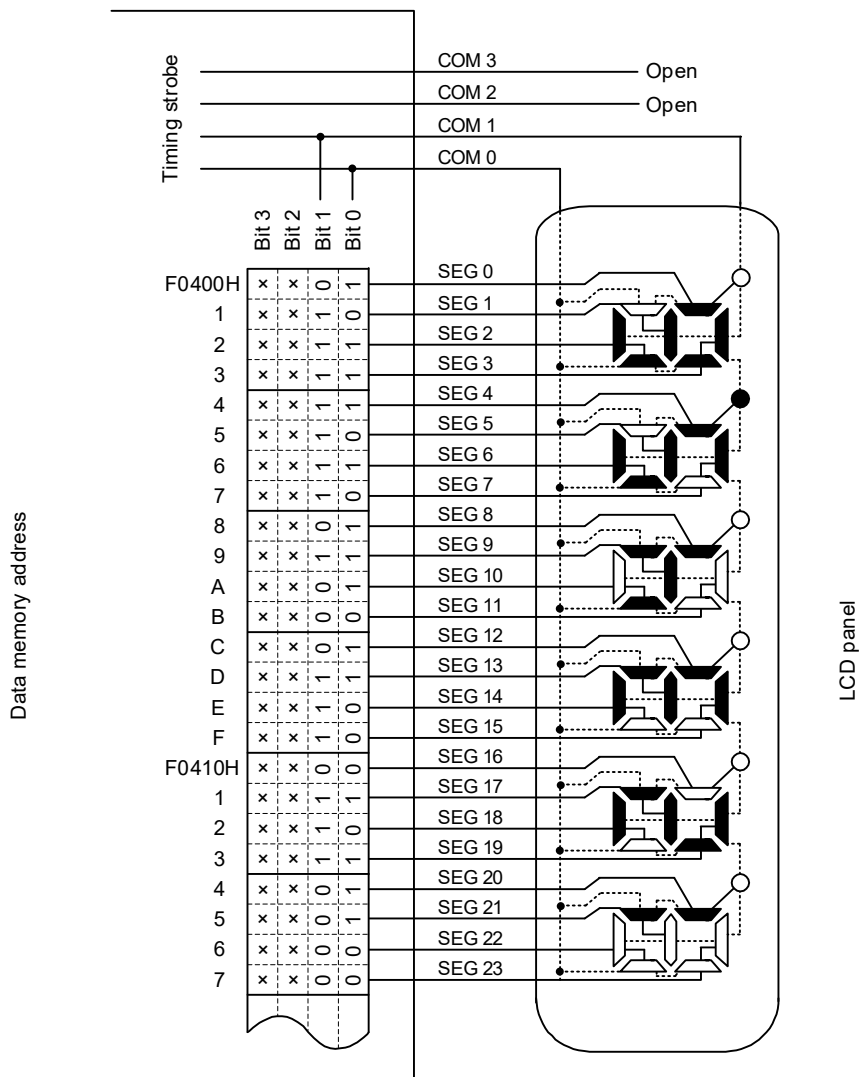 Timing strobe
COM 3
Open
COM 2
Open
COM 1
COM 0
Bit 3
Bit 2
Bit 1
Bit 0
Data memory address
LCD panel
F0400H × × 0 1 SEG 0
1 × × 1 0 SEG 1
2 × × 1 1 SEG 2
3 × × 1 1 SEG 3
4 × × 1 1 SEG 4
5 × × 1 0 SEG 5
6 × × 1 1 SEG 6
7 × × 1 0 SEG 7
8 × × 0 1 SEG 8
9 × × 1 1 SEG 9
A × × 0 1 SEG 10
B × × 0 0 SEG 11
C × × 0 1 SEG 12
D × × 1 1 SEG 13
E × × 1 0 SEG 14
F × × 1 0 SEG 15
F0410H × × 0 0 SEG 16
1 × × 1 1 SEG 17
2 × × 1 0 SEG 18
3 × × 1 1 SEG 19
4 × × 0 1 SEG 20
5 × × 0 1 SEG 21
6 × × 0 0 SEG 22
7 × × 0 0 SEG 23